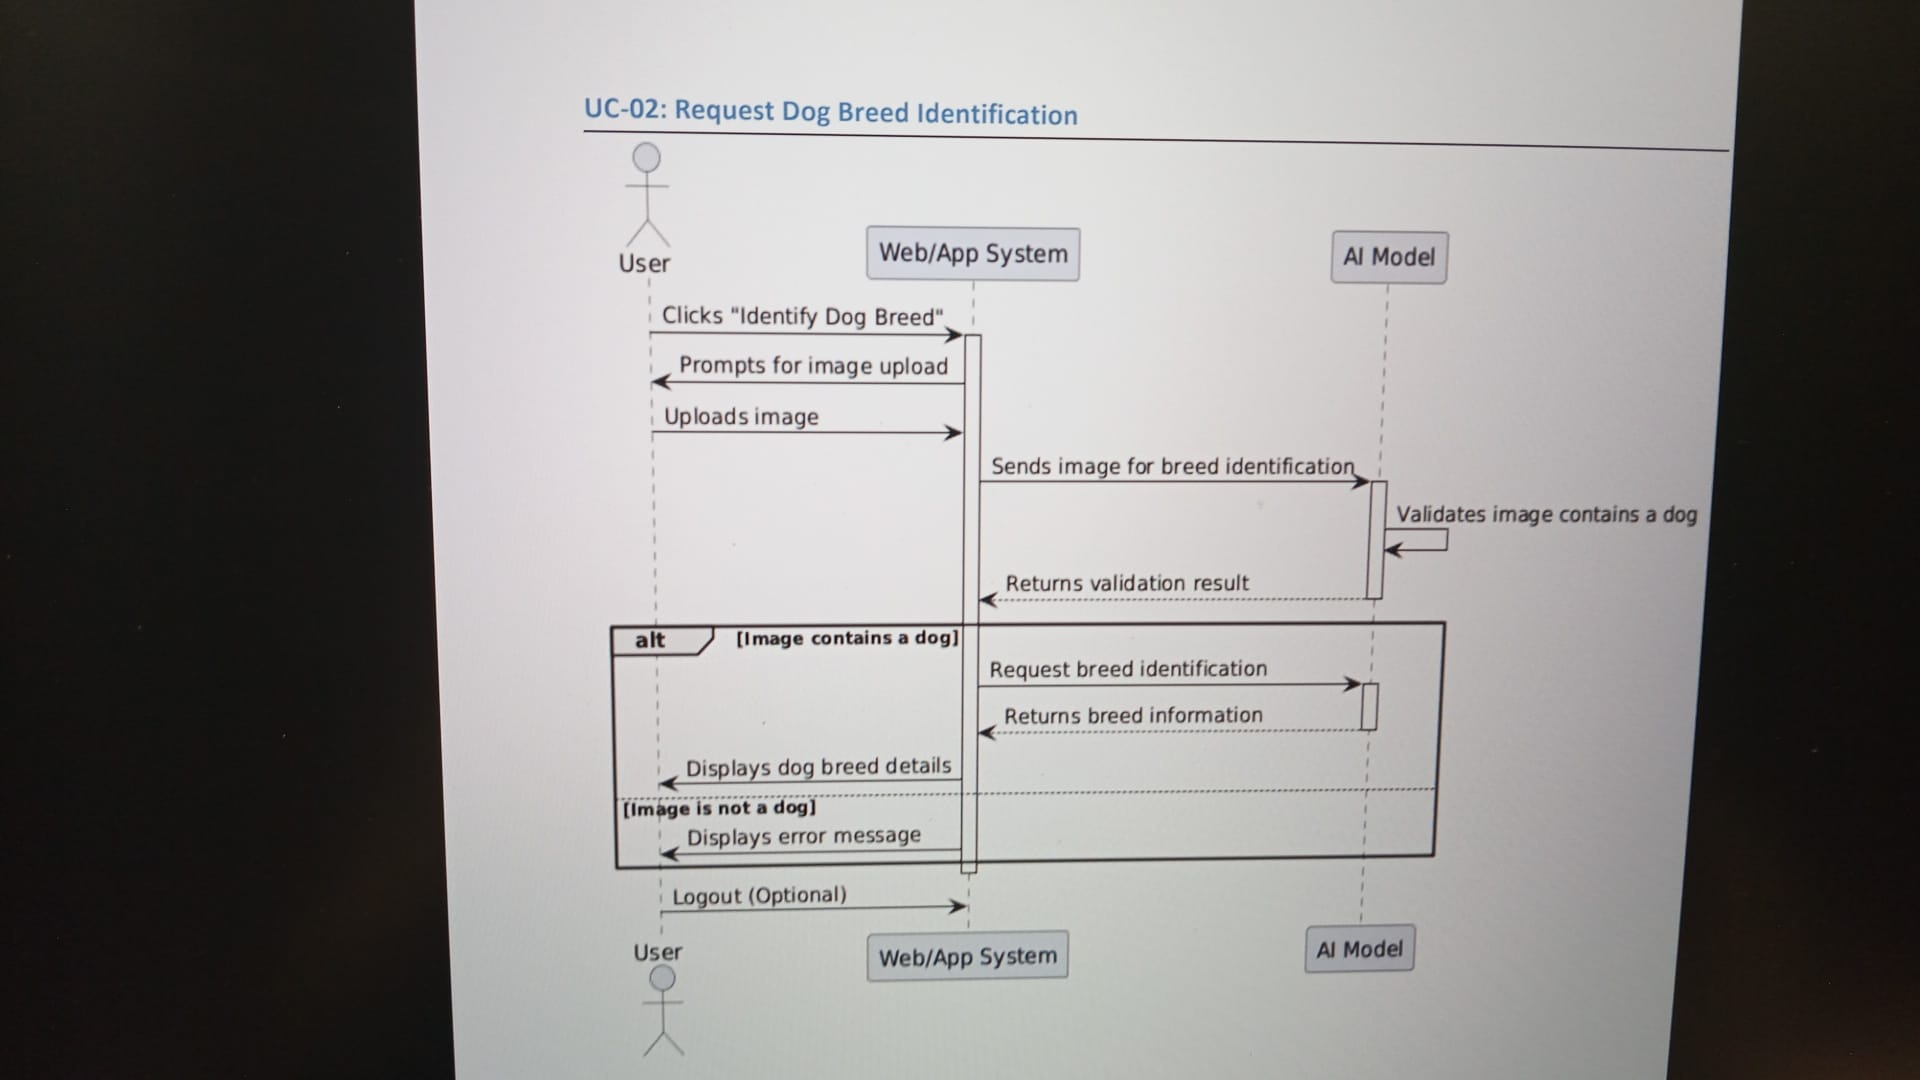 UC-02: Request Dog Breed Identification
User
Web/App System
AI Model
Clicks "Identify Dog Breed"
Prompts for image upload
Uploads image
Sends image for breed identification
Validates image contains a dog
Returns validation result
alt [Image contains a dog]
Request breed identification
Returns breed information
Displays dog breed details
[Image is not a dog]
Displays error message
Logout (Optional)
User
Web/App System
AI Model